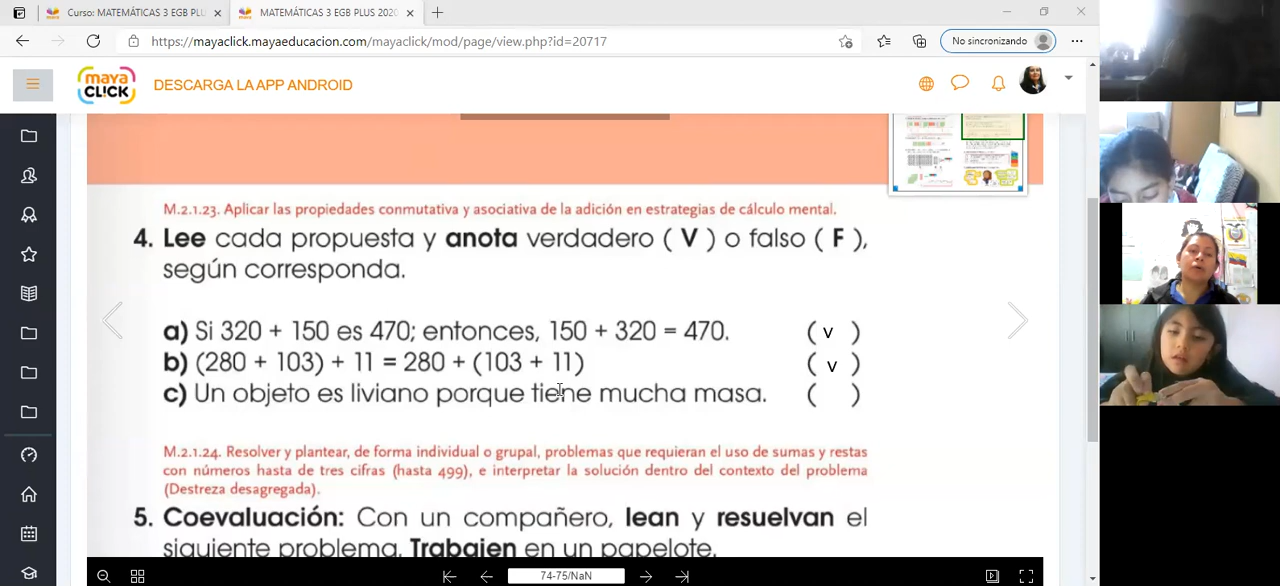 Curso: MATEMÁTICAS 3 EGB PLU
MATEMÁTICAS 3 EGB PLUS 2020
https://mayaclick.mayaeducacion.com/mayaclick/mod/page/view.php?id=20717
No sincronizando
maya CLICK
DESCARGA LA APP ANDROID
M.2.1.23. Aplicar las propiedades conmutativa y asociativa de la adición en estrategias de cálculo mental.
4. Lee cada propuesta y anota verdadero ( V ) o falso ( F ),
según corresponda.
a) Si 320 + 150 es 470; entonces, 150 + 320 = 470. ( v )
b) (280 + 103) + 11 = 280 + (103 + 11) ( v )
c) Un objeto es liviano porque tiene mucha masa. ( )
M.2.1.24. Resolver y plantear, de forma individual o grupal, problemas que requieran el uso de sumas y restas
con números hasta de tres cifras (hasta 499), e interpretar la solución dentro del contexto del problema
(Destreza desagregada).
5. Coevaluación: Con un compañero, lean y resuelvan el
siguiente problema. Trabajen en un papelote.
74-75/NaN